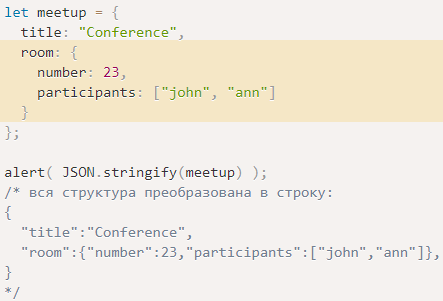 let meetup = {
  title: "Conference",
  room: {
    number: 23,
    participants: ["john", "ann"]
  }
};

alert( JSON.stringify(meetup) );
/* вся структура преобразована в строку:
{
  "title":"Conference",
  "room":{"number":23,"participants":["john","ann"]},
}
*/